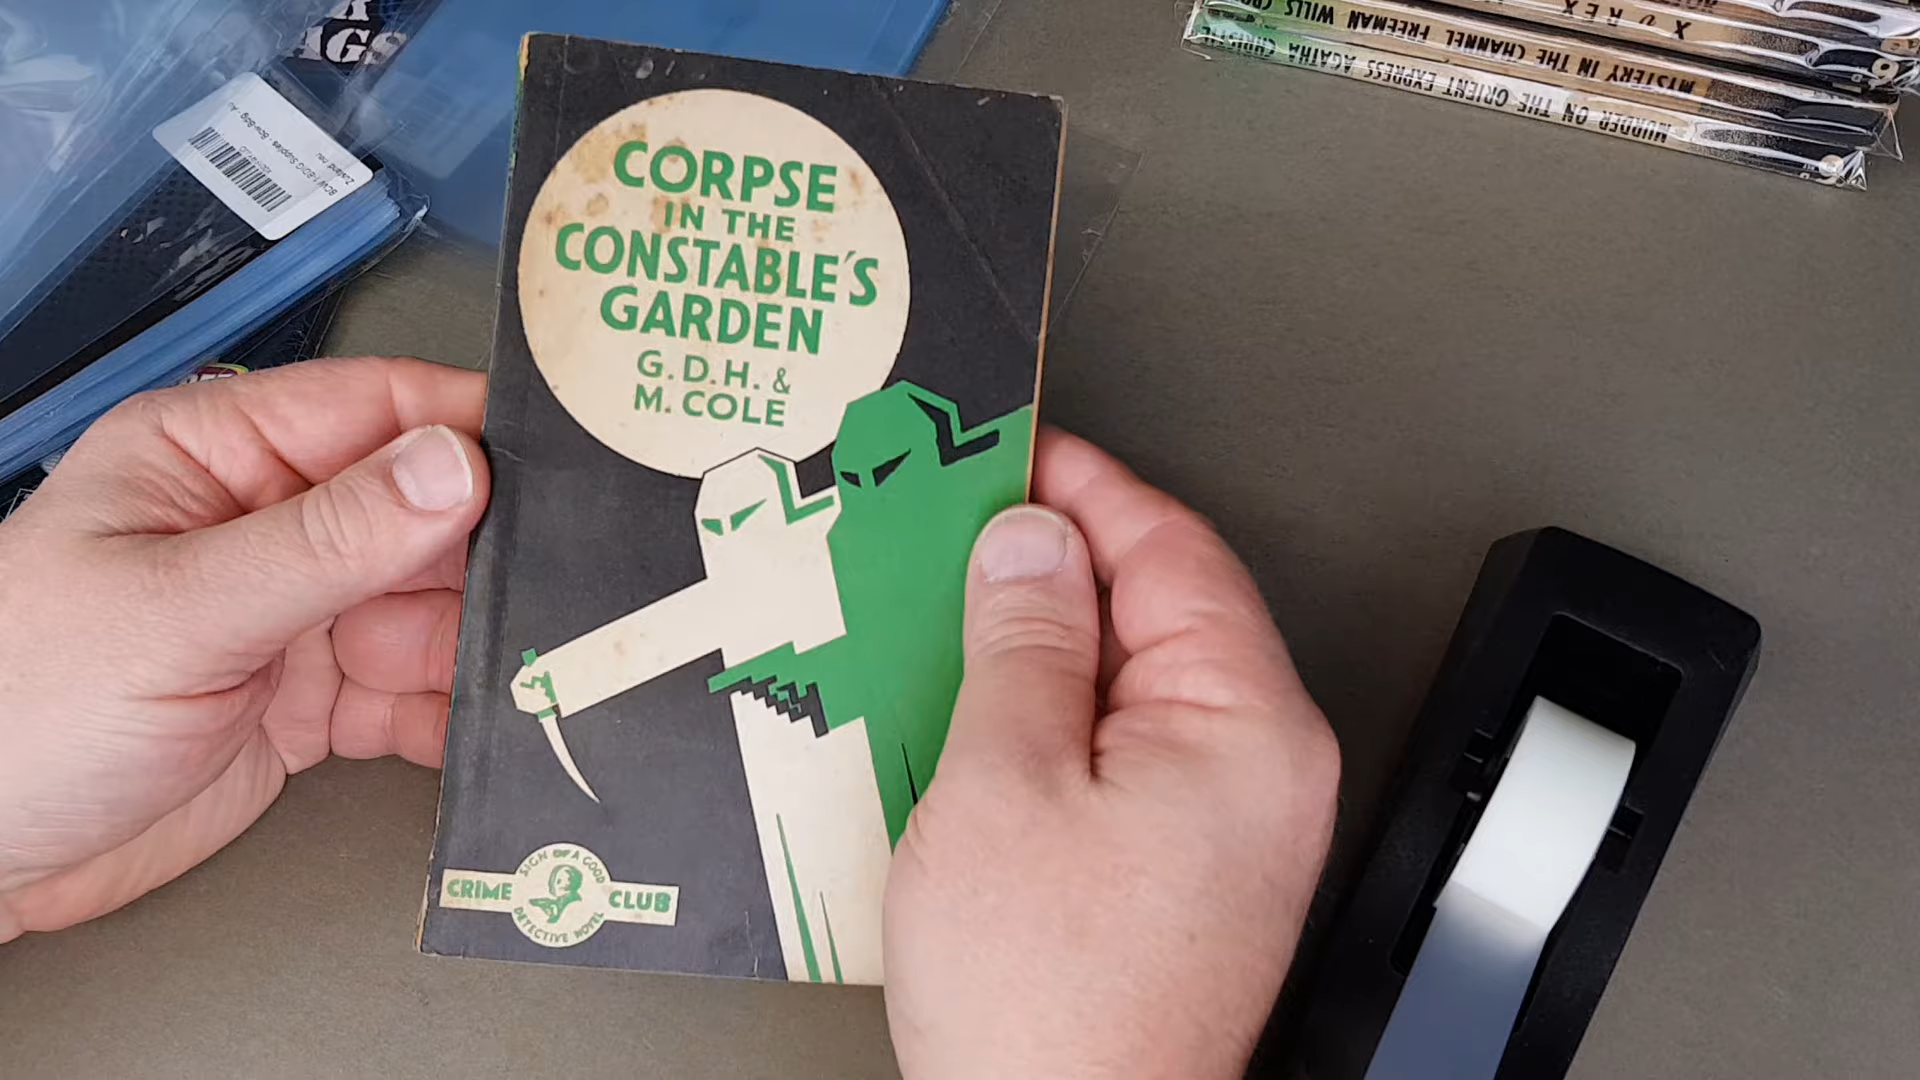 AGS
CORPSE
IN THE
CONSTABLE'S
GARDEN
G. D. H. &
M. COLE
SIGN OF A GOOD
CRIME CLUB
DETECTIVE NOVEL
X v REX
MYSTERY IN THE CHANNEL FREEMAN WILLS
MURDER ON THE ORIENT EXPRESS AGATHA CHRISTIE